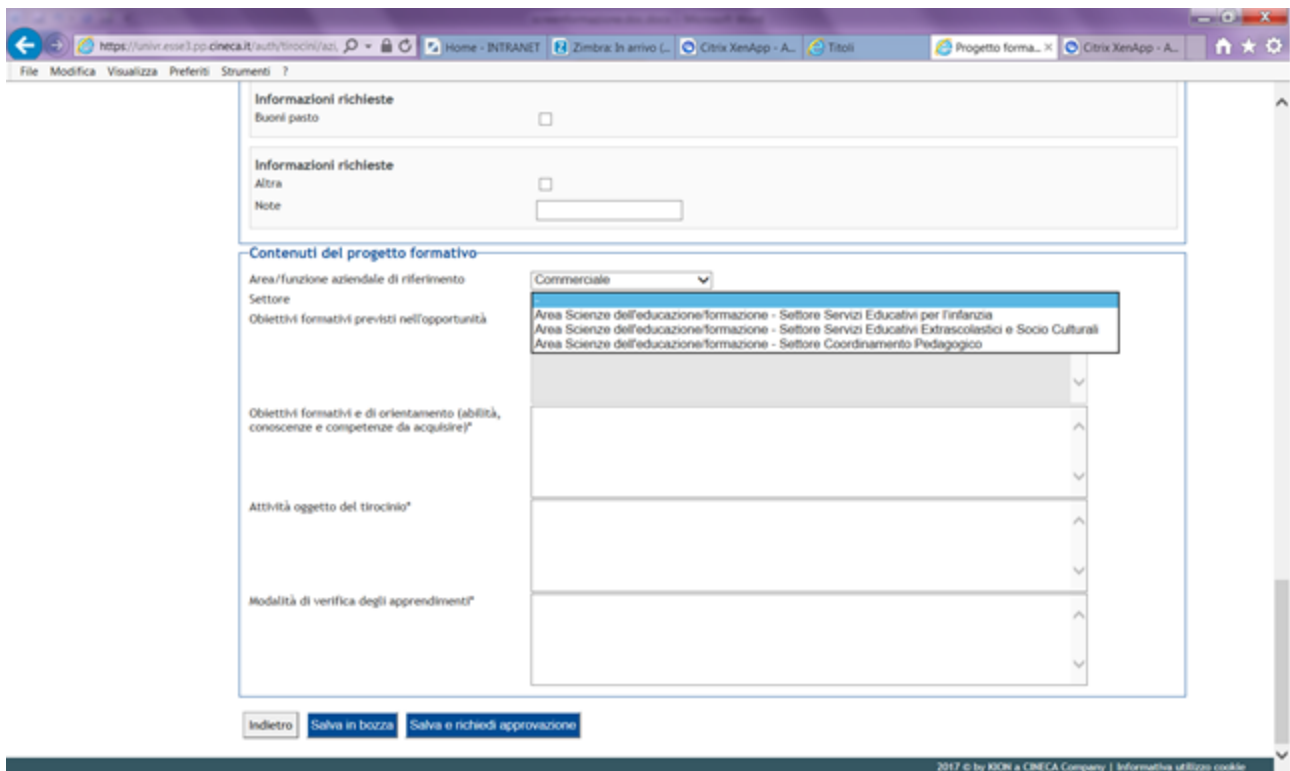 https://univr.esse3.pp.cineca.it/auth/tirocini/azi.
Home - INTRANET
Zimbra: In arrivo (...
Citrix XenApp - A...
Titoli
Progetto forma...
Citrix XenApp - A...
File Modifica Visualizza Preferiti Strumenti ?
Informazioni richieste
Buoni pasto
Informazioni richieste
Altra
Note
Contenuti del progetto formativo
Area/funzione aziendale di riferimento
Commerciale
Settore
-
Obiettivi formativi previsti nell'opportunità
Area Scienze dell'educazione/formazione - Settore Servizi Educativi per l'infanzia
Area Scienze dell'educazione/formazione - Settore Servizi Educativi Extrascolastici e Socio Culturali
Area Scienze dell'educazione/formazione - Settore Coordinamento Pedagogico
Obiettivi formativi e di orientamento (abilità,
conoscenze e competenze da acquisire)*
Attività oggetto del tirocinio*
Modalità di verifica degli apprendimenti*
Indietro
Salva in bozza
Salva e richiedi approvazione
2017 © by KION a CINECA Company | Informativa utilizzo cookie